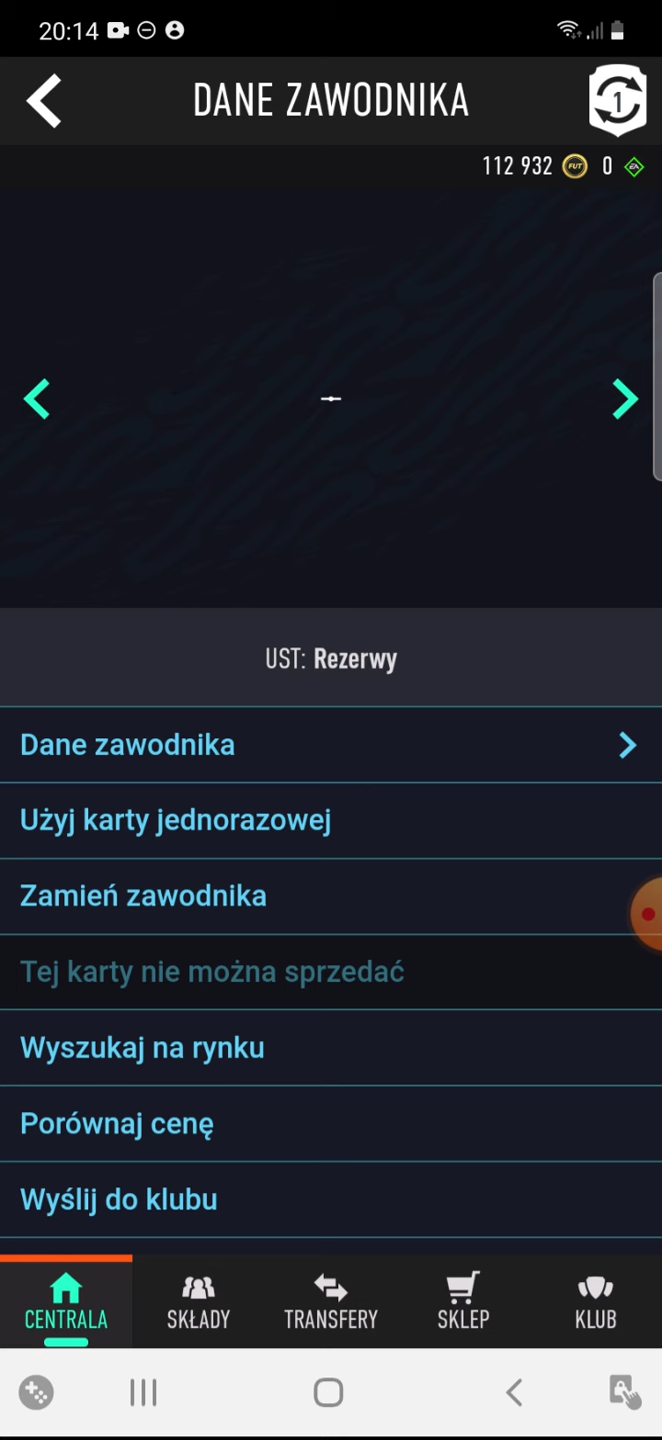 20:14
DANE ZAWODNIKA
1
112 932 FUT 0 EA
UST: Rezerwy
Dane zawodnika
Użyj karty jednorazowej
Zamień zawodnika
Tej karty nie można sprzedać
Wyszukaj na rynku
Porównaj cenę
Wyślij do klubu
CENTRALA SKŁADY TRANSFERY SKLEP KLUB